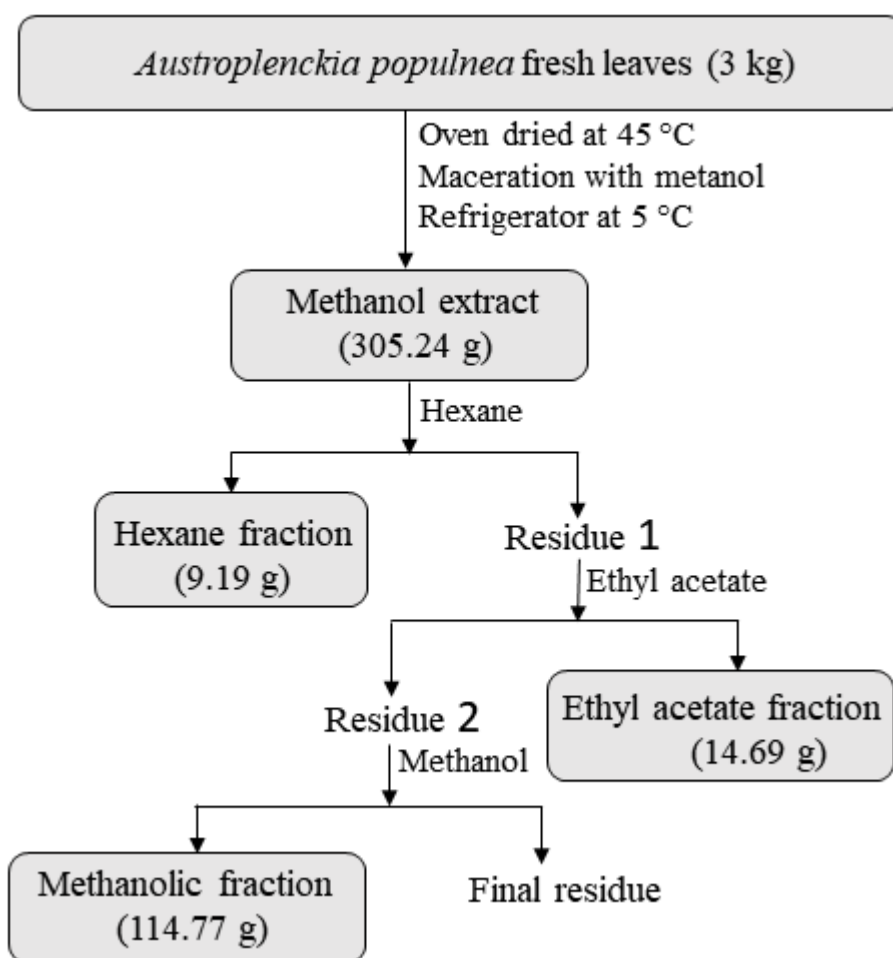 Austroplenckia populnea fresh leaves (3 kg)
Oven dried at 45 °C
Maceration with metanol
Refrigerator at 5 °C
Methanol extract
(305.24 g)
Hexane
Hexane fraction
(9.19 g)
Residue 1
Ethyl acetate
Ethyl acetate fraction
(14.69 g)
Residue 2
Methanol
Methanolic fraction
(114.77 g)
Final residue